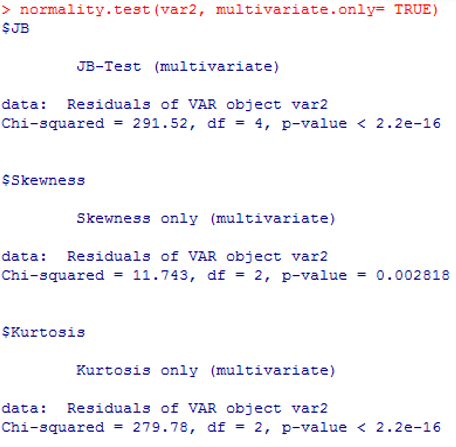 > normality.test(var2, multivariate.only= TRUE)
$JB
JB-Test (multivariate)
data:  Residuals of VAR object var2
Chi-squared = 291.52, df = 4, p-value < 2.2e-16
$Skewness
Skewness only (multivariate)
data:  Residuals of VAR object var2
Chi-squared = 11.743, df = 2, p-value = 0.002818
$Kurtosis
Kurtosis only (multivariate)
data:  Residuals of VAR object var2
Chi-squared = 279.78, df = 2, p-value < 2.2e-16